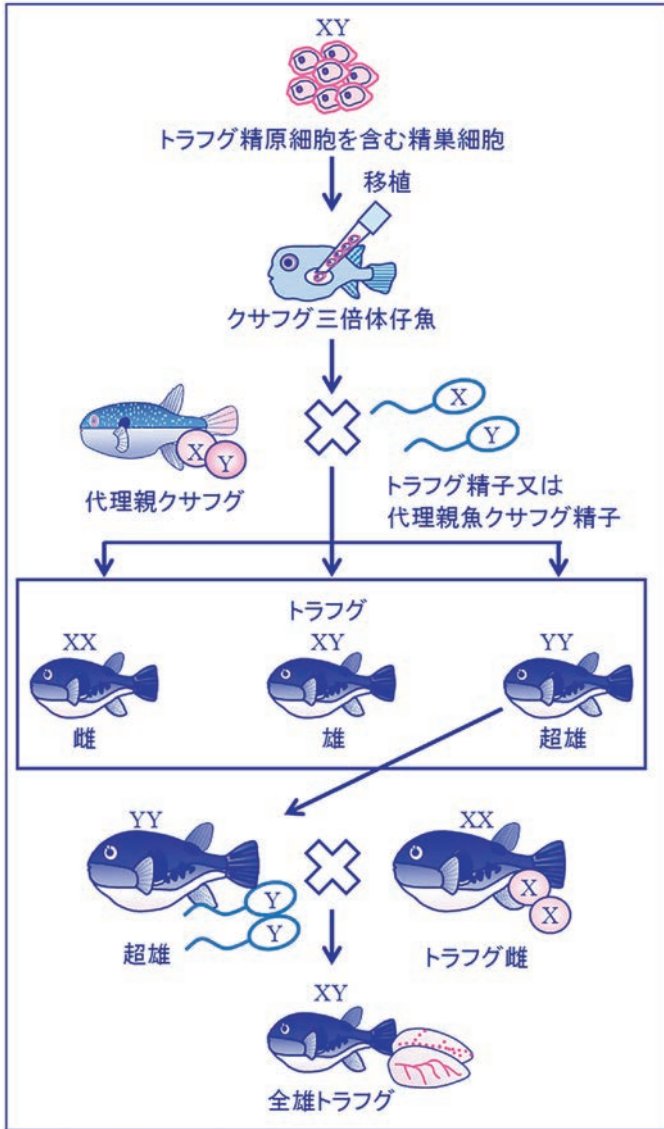 XY
トラフグ精原細胞を含む精巣細胞
移植
クサフグ三倍体仔魚
X
Y
X
Y
代理親クサフグ
トラフグ精子又は
代理親魚クサフグ精子
トラフグ
XX
XY
YY
雌
雄
超雄
YY
XX
Y
Y
X
X
超雄
トラフグ雌
XY
全雄トラフグ